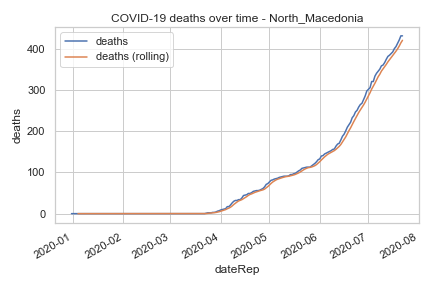 COVID-19 deaths over time - North_Macedonia
deaths
deaths (rolling)
400
300
200
100
0
deaths
2020-01
2020-02
2020-03
2020-04
2020-05
2020-06
2020-07
2020-08
dateRep